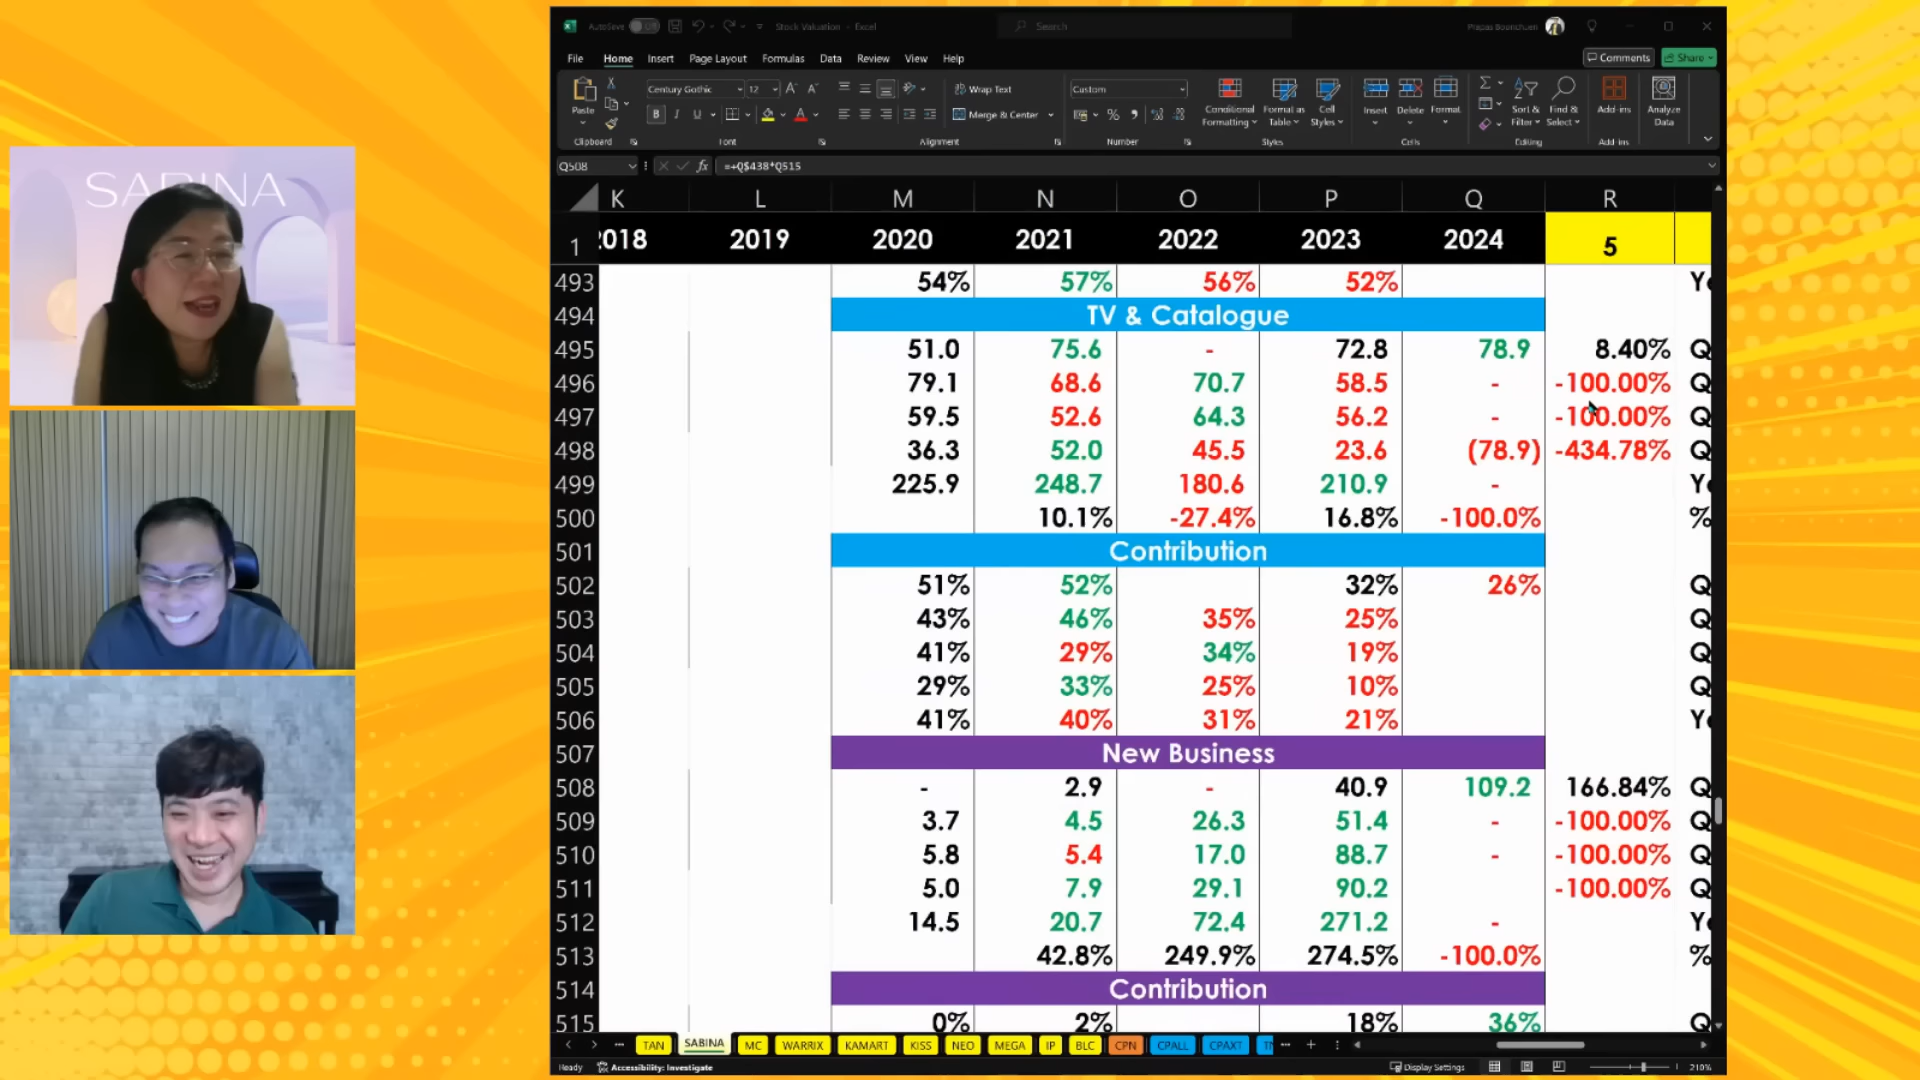 SABINA
AutoSave Off Stock Valuation - Excel Search
File Home Insert Page Layout Formulas Data Review View Help Comments Share
Paste Century Gothic 12 Wrap Text Custom Conditional Format as Cell Insert Delete Format Sort & Find & Add-ins Analyze
B I U Merge & Center Formatting Table Styles Filter Select Data
Clipboard Font Alignment Number Styles Cells Editing Add-ins
Q508 fx =+Q$438*Q515
K L M N O P Q R
1 2018 2019 2020 2021 2022 2023 2024 5
493 54% 57% 56% 52%
494 TV & Catalogue
495 51.0 75.6 - 72.8 78.9 8.40% Q
496 79.1 68.6 70.7 58.5 - -100.00% Q
497 59.5 52.6 64.3 56.2 - -100.00% Q
498 36.3 52.0 45.5 23.6 (78.9) -434.78% Q
499 225.9 248.7 180.6 210.9 -
500 10.1% -27.4% 16.8% -100.0% %
501 Contribution
502 51% 52% 32% 26% Q
503 43% 46% 35% 25% Q
504 41% 29% 34% 19% Q
505 29% 33% 25% 10% Q
506 41% 40% 31% 21%
507 New Business
508 - 2.9 - 40.9 109.2 166.84% Q
509 3.7 4.5 26.3 51.4 - -100.00% Q
510 5.8 5.4 17.0 88.7 - -100.00% Q
511 5.0 7.9 29.1 90.2 - -100.00% Q
512 14.5 20.7 72.4 271.2 -
513 42.8% 249.9% 274.5% -100.0% %
514 Contribution
515 0% 2% 18% 36% Q
TAN SABINA MC WARRIX KAMART KISS NEO MEGA IP BLC CPN CPALL CPAXT
Ready Accessibility: Investigate Display Settings 210%